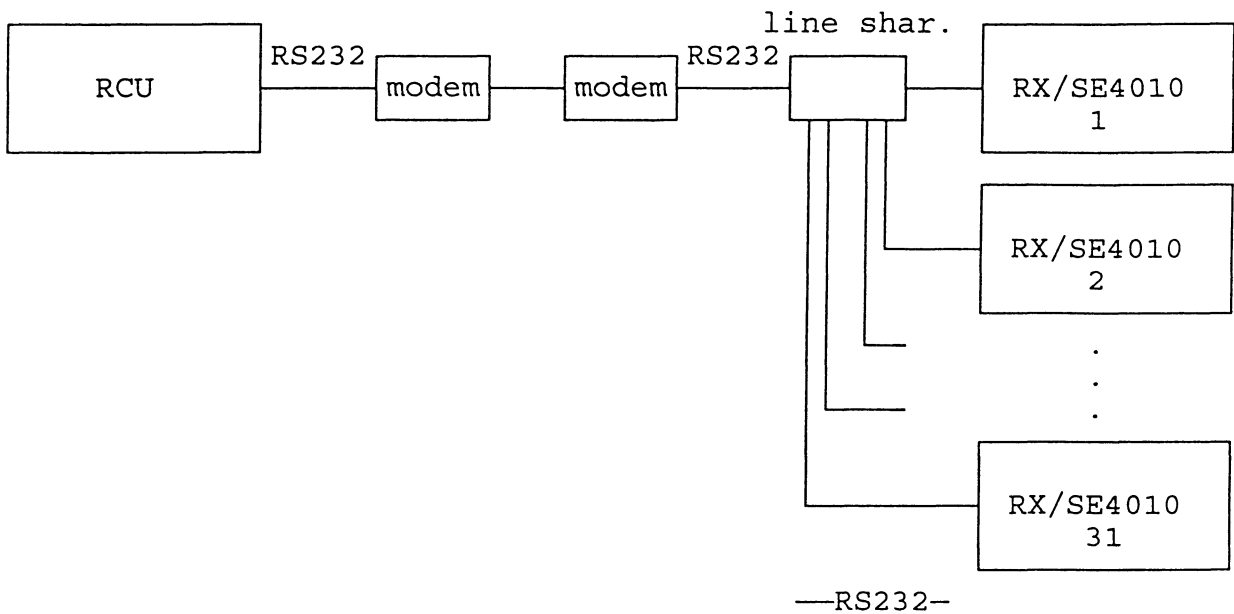 line shar.
RS232
RS232
RCU
modem
modem
RX/SE4010
1
RX/SE4010
2
.
.
.
RX/SE4010
31
RS232